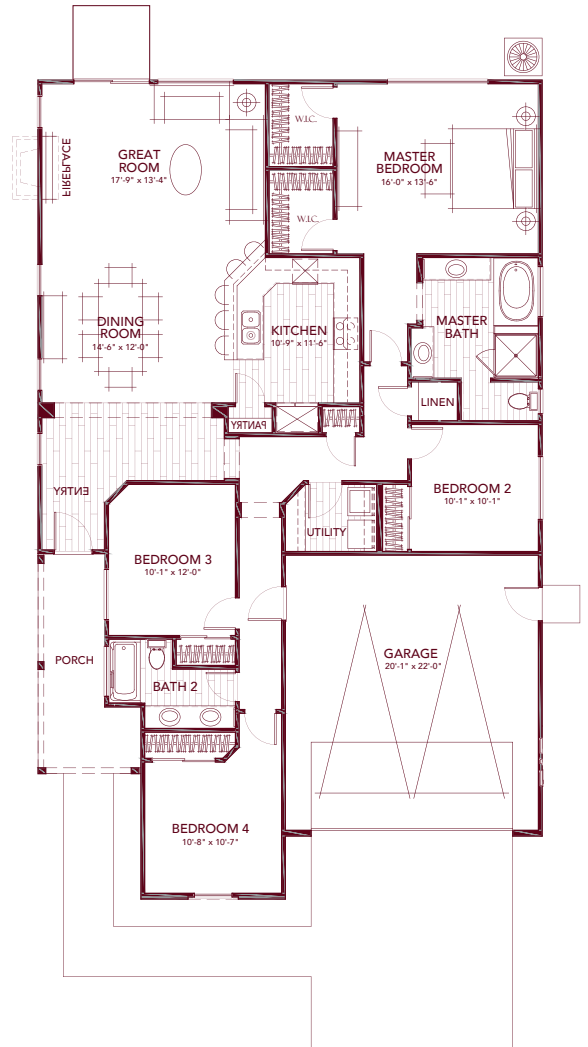 W.I.C.
GREAT
ROOM
17'-9" x 13'-4"
FIREPLACE
MASTER
BEDROOM
16'-0" x 13'-6"
W.I.C.
DINING
ROOM
14'-6" x 12'-0"
KITCHEN
10'-9" x 11'-6"
MASTER
BATH
LINEN
PANTRY
ENTRY
BEDROOM 2
10'-1" x 10'-1"
UTILITY
BEDROOM 3
10'-1" x 12'-0"
PORCH
GARAGE
20'-1" x 22'-0"
BATH 2
BEDROOM 4
10'-8" x 10'-7"